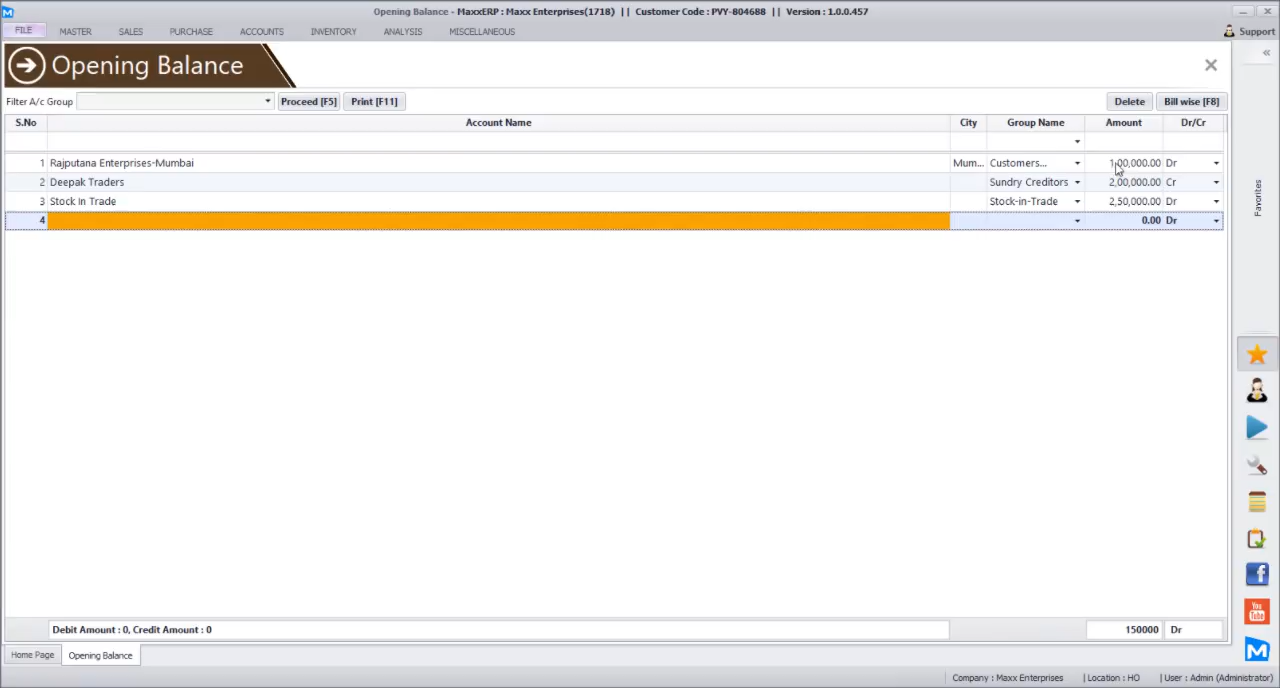 Opening Balance - MaxxERP : Maxx Enterprises(1718) || Customer Code : PVY-804688 || Version : 1.0.0.457
FILE MASTER SALES PURCHASE ACCOUNTS INVENTORY ANALYSIS MISCELLANEOUS Support
Opening Balance
Filter A/c Group Proceed [F5] Print [F11] Delete Bill wise [F8]
S.No Account Name City Group Name Amount Dr/Cr
1 Rajputana Enterprises-Mumbai Mum... Customers... 1,00,000.00 Dr
2 Deepak Traders Sundry Creditors 2,00,000.00 Cr
3 Stock In Trade Stock-in-Trade 2,50,000.00 Dr
4 0.00 Dr
Favorites
You
Tube
Debit Amount : 0, Credit Amount : 0 150000 Dr
Home Page Opening Balance
Company : Maxx Enterprises | Location : HO | User : Admin (Administrator)